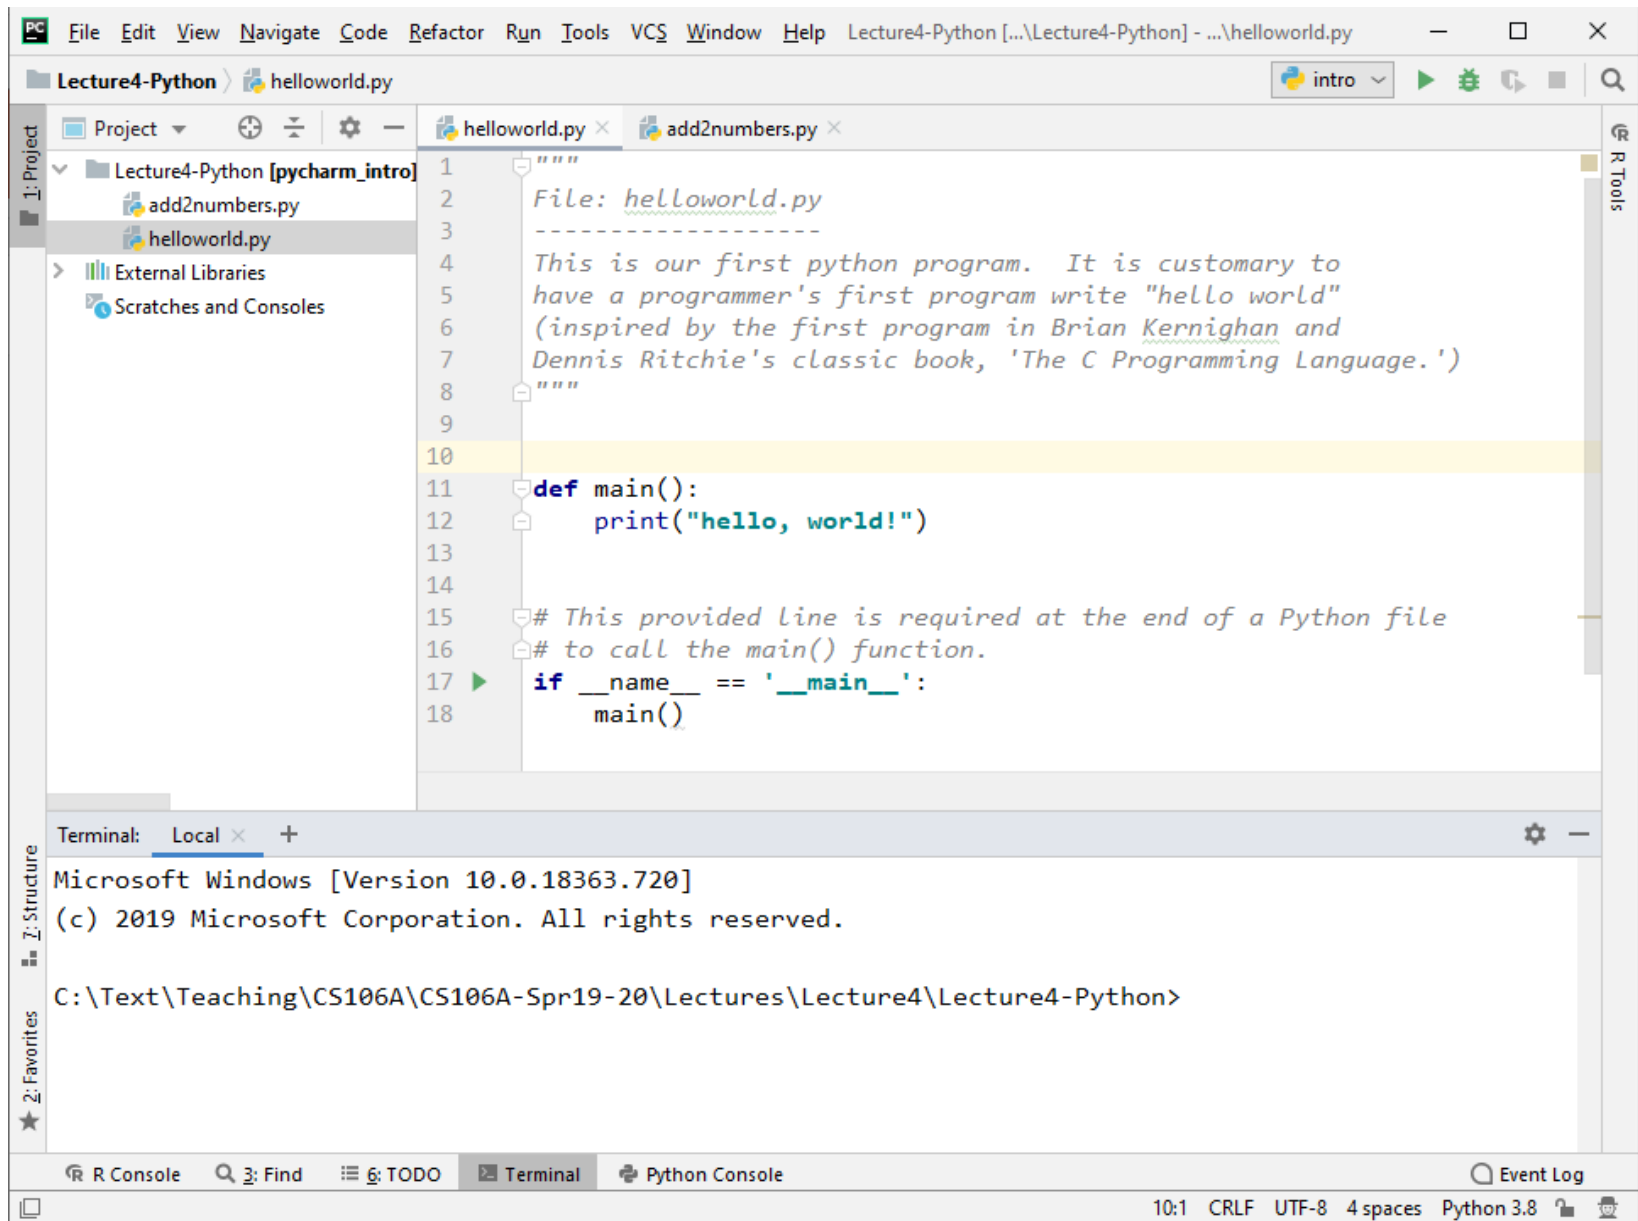 PC File Edit View Navigate Code Refactor Run Tools VCS Window Help Lecture4-Python [...\Lecture4-Python] - ...\helloworld.py
Lecture4-Python helloworld.py intro
1: Project
Project
helloworld.py add2numbers.py
R Tools
Lecture4-Python [pycharm_intro]
add2numbers.py
helloworld.py
External Libraries
Scratches and Consoles
1 """
2 File: helloworld.py
3 -------------------
4 This is our first python program.  It is customary to
5 have a programmer's first program write "hello world"
6 (inspired by the first program in Brian Kernighan and
7 Dennis Ritchie's classic book, 'The C Programming Language.')
8 """
9
10
11 def main():
12     print("hello, world!")
13
14
15 # This provided line is required at the end of a Python file
16 # to call the main() function.
17 if __name__ == '__main__':
18     main()
Terminal: Local +
7: Structure
2: Favorites
Microsoft Windows [Version 10.0.18363.720]
(c) 2019 Microsoft Corporation. All rights reserved.
C:\Text\Teaching\CS106A\CS106A-Spr19-20\Lectures\Lecture4\Lecture4-Python>
R Console 3: Find 6: TODO Terminal Python Console Event Log
10:1 CRLF UTF-8 4 spaces Python 3.8